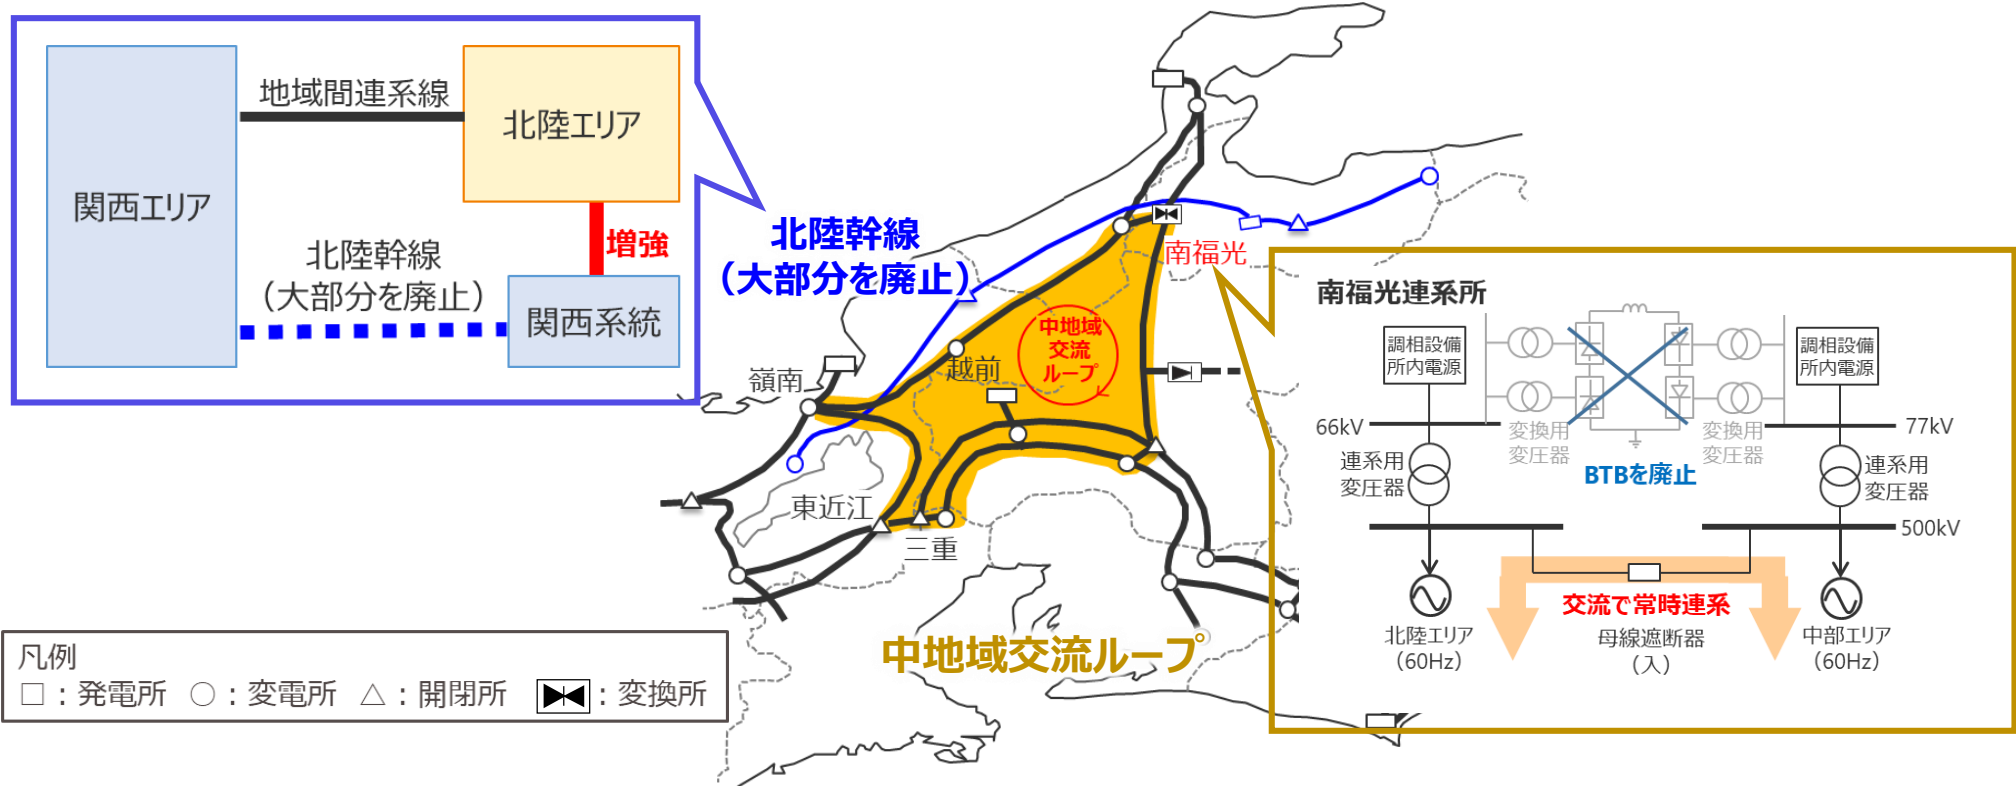 関西エリア
地域間連系線
北陸エリア
増強
北陸幹線
（大部分を廃止）
関西系統
北陸幹線
（大部分を廃止）
南福光
中地域
交流
ループ
越前
嶺南
東近江
三重
中地域交流ループ
凡例
□：発電所 ○：変電所 △：開閉所 ：変換所
南福光連系所
調相設備
所内電源
調相設備
所内電源
66kV
変換用
変圧器
変換用
変圧器
77kV
BTBを廃止
連系用
変圧器
連系用
変圧器
500kV
交流で常時連系
北陸エリア
（60Hz）
母線遮断器
（入）
中部エリア
（60Hz）